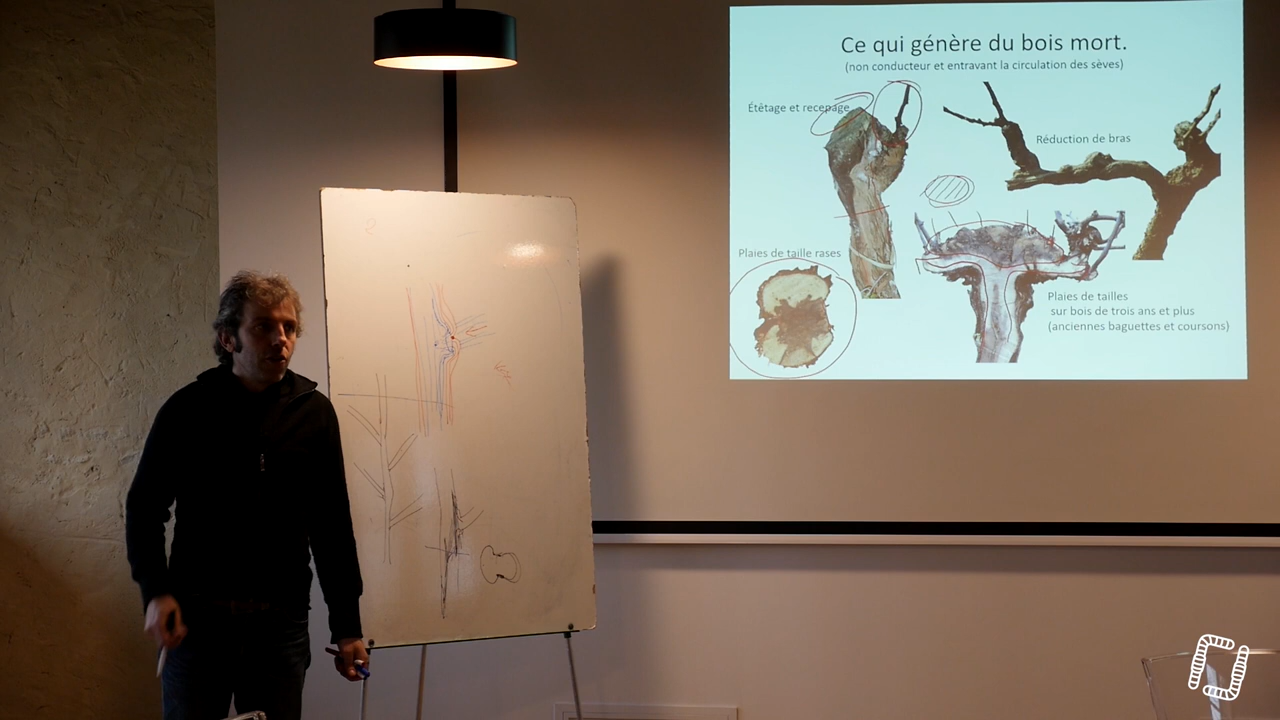 Ce qui génère du bois mort.
(non conducteur et entravant la circulation des sèves)
Étêtage et recepage
Réduction de bras
Plaies de taille rases
Plaies de tailles
sur bois de trois ans et plus
(anciennes baguettes et coursons)
2